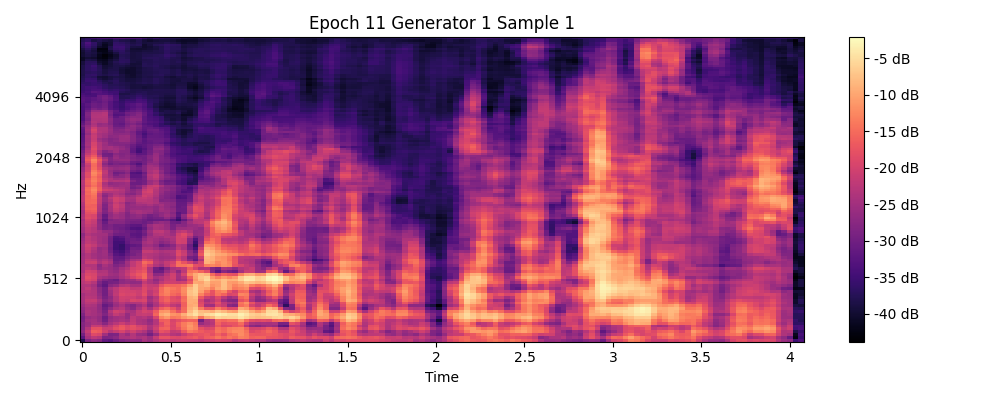 Epoch 11 Generator 1 Sample 1
Hz
4096
2048
1024
512
0
0 0.5 1 1.5 2 2.5 3 3.5 4
Time
-5 dB
-10 dB
-15 dB
-20 dB
-25 dB
-30 dB
-35 dB
-40 dB